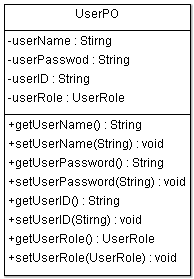 UserPO
-userName : Stirng
-userPasswod : String
-userID : String
-userRole : UserRole
+getUserName() : String
+setUserName(String) : void
+getUserPassword() : String
+setUserPassword(String) : void
+getUserID() : String
+setUserID(Stirng) : void
+getUserRole() : UserRole
+setUserRole(UserRole) : void